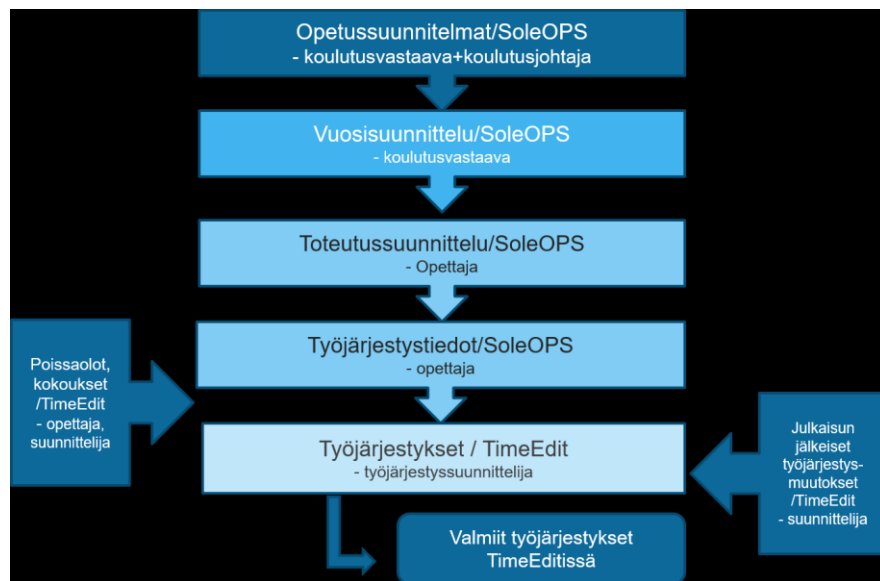 Opetussuunnitelmat/SoleOPS
- koulutusvastaava+koulutusjohtaja
Vuosisuunnittelu/SoleOPS
- koulutusvastaava
Toteutussuunnittelu/SoleOPS
- Opettaja
Työjärjestystiedot/SoleOPS
- opettaja
Poissaolot,
kokoukset
/TimeEdit
- opettaja,
suunnittelija
Työjärjestykset / TimeEdit
- työjärjestyssuunnittelija
Julkaisun
jälkeiset
työjärjestys-
muutokset
/TimeEdit
- suunnittelija
Valmiit työjärjestykset
TimeEditissä